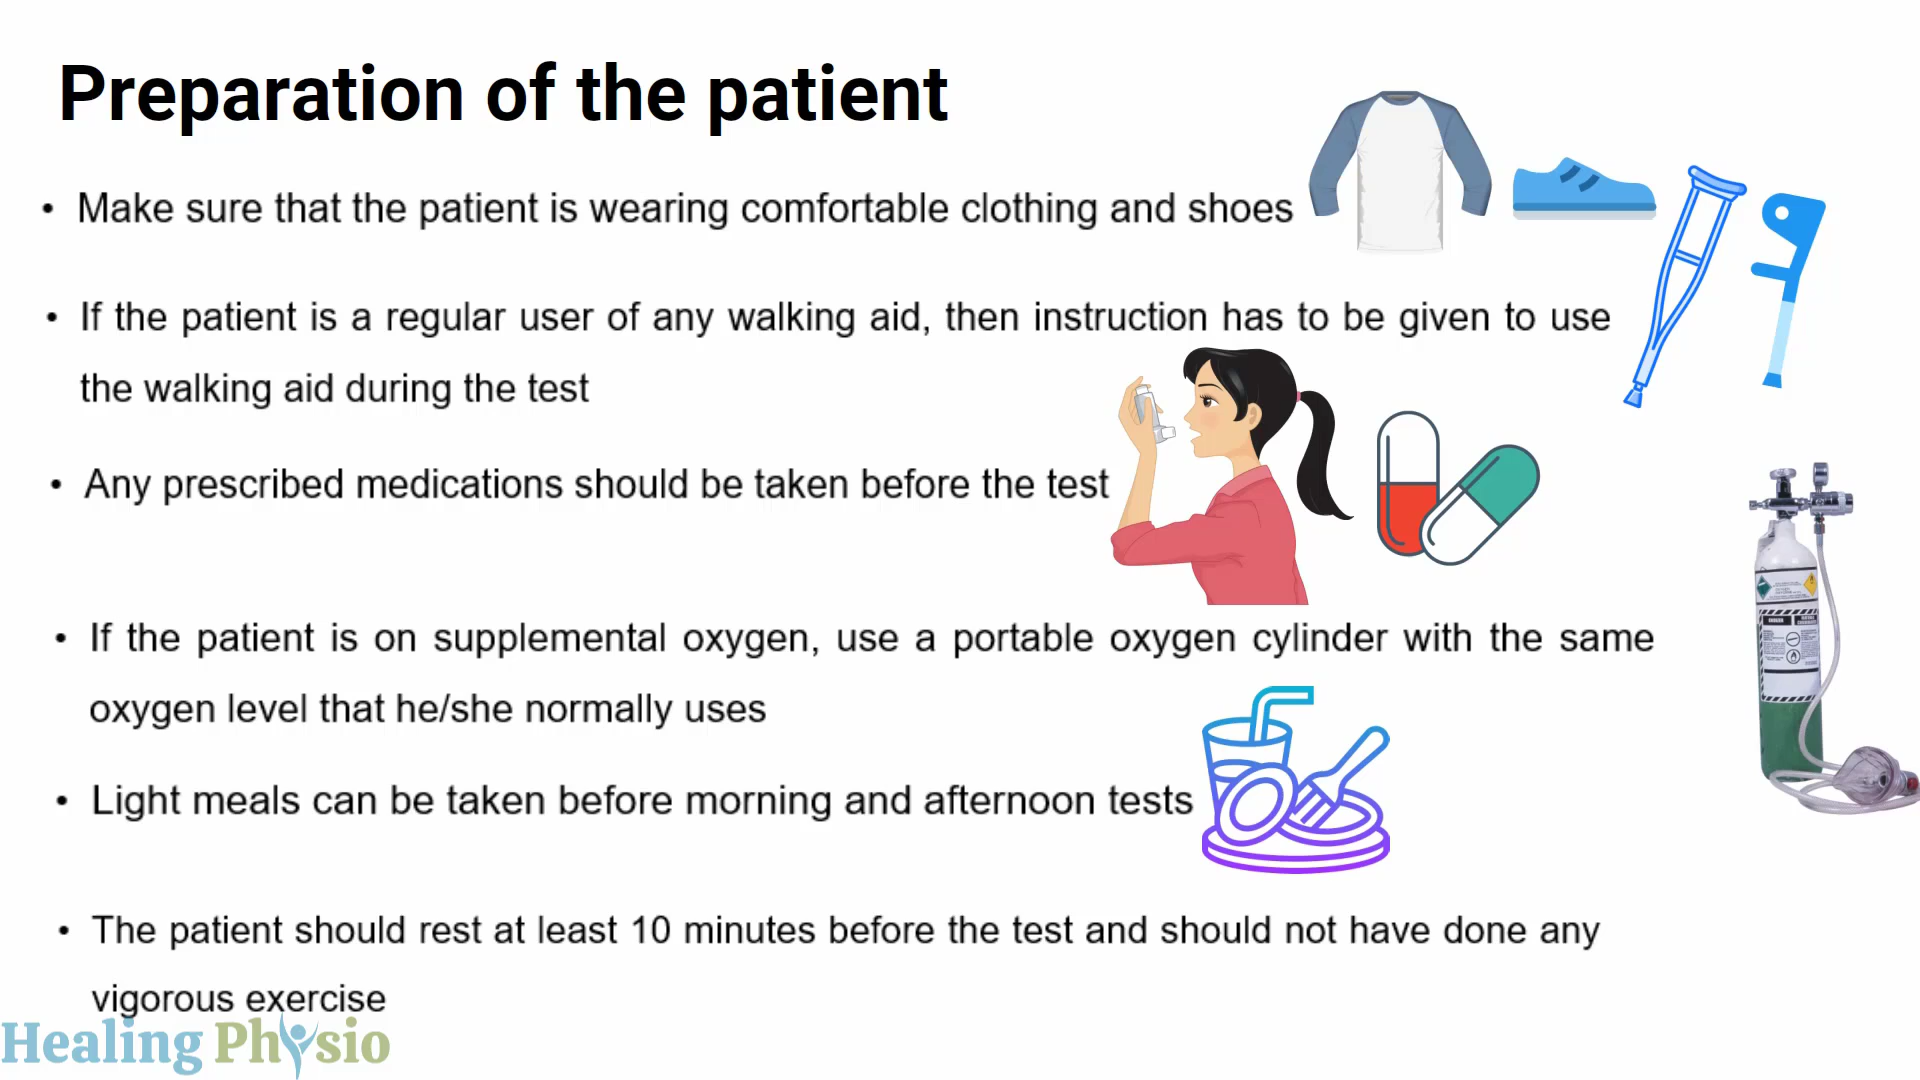 Preparation of the patient
• Make sure that the patient is wearing comfortable clothing and shoes
• If the patient is a regular user of any walking aid, then instruction has to be given to use
the walking aid during the test
• Any prescribed medications should be taken before the test
• If the patient is on supplemental oxygen, use a portable oxygen cylinder with the same
oxygen level that he/she normally uses
• Light meals can be taken before morning and afternoon tests
• The patient should rest at least 10 minutes before the test and should not have done any
vigorous exercise
Healing Physio